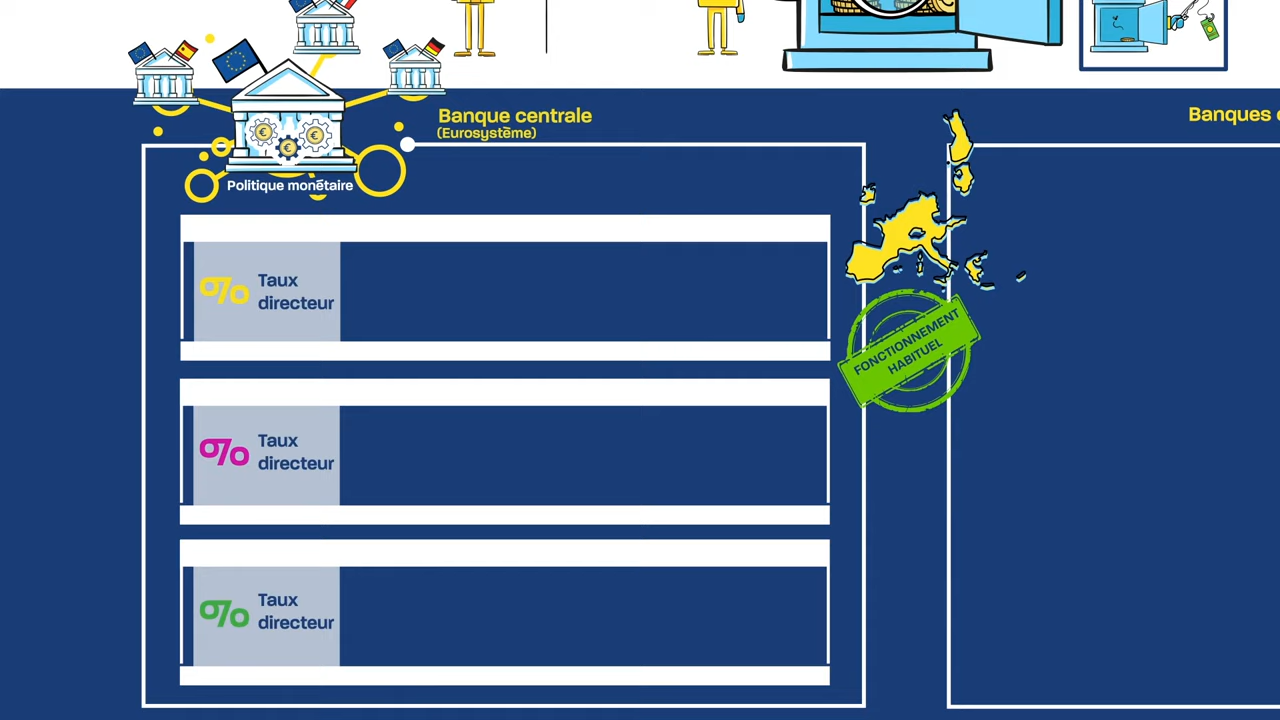 Banque centrale
(Eurosystème)
Banques
Politique monétaire
% Taux
directeur
FONCTIONNEMENT
HABITUEL
% Taux
directeur
% Taux
directeur